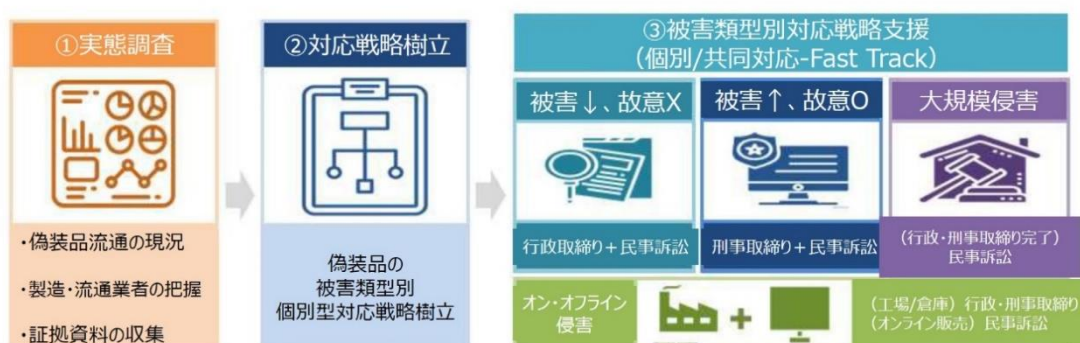 ①実態調査
・偽装品流通の現況
・製造・流通業者の把握
・証拠資料の収集
②対応戦略樹立
偽装品の
被害類型別
個別型対応戦略樹立
③被害類型別対応戦略支援
(個別/共同対応-Fast Track)
被害↓、故意X
行政取締り+民事訴訟
被害↑、故意O
刑事取締り+民事訴訟
大規模侵害
(行政・刑事取締り完了)
民事訴訟
オン・オフライン
侵害
+
(工場/倉庫) 行政・刑事取締り
(オンライン販売) 民事訴訟